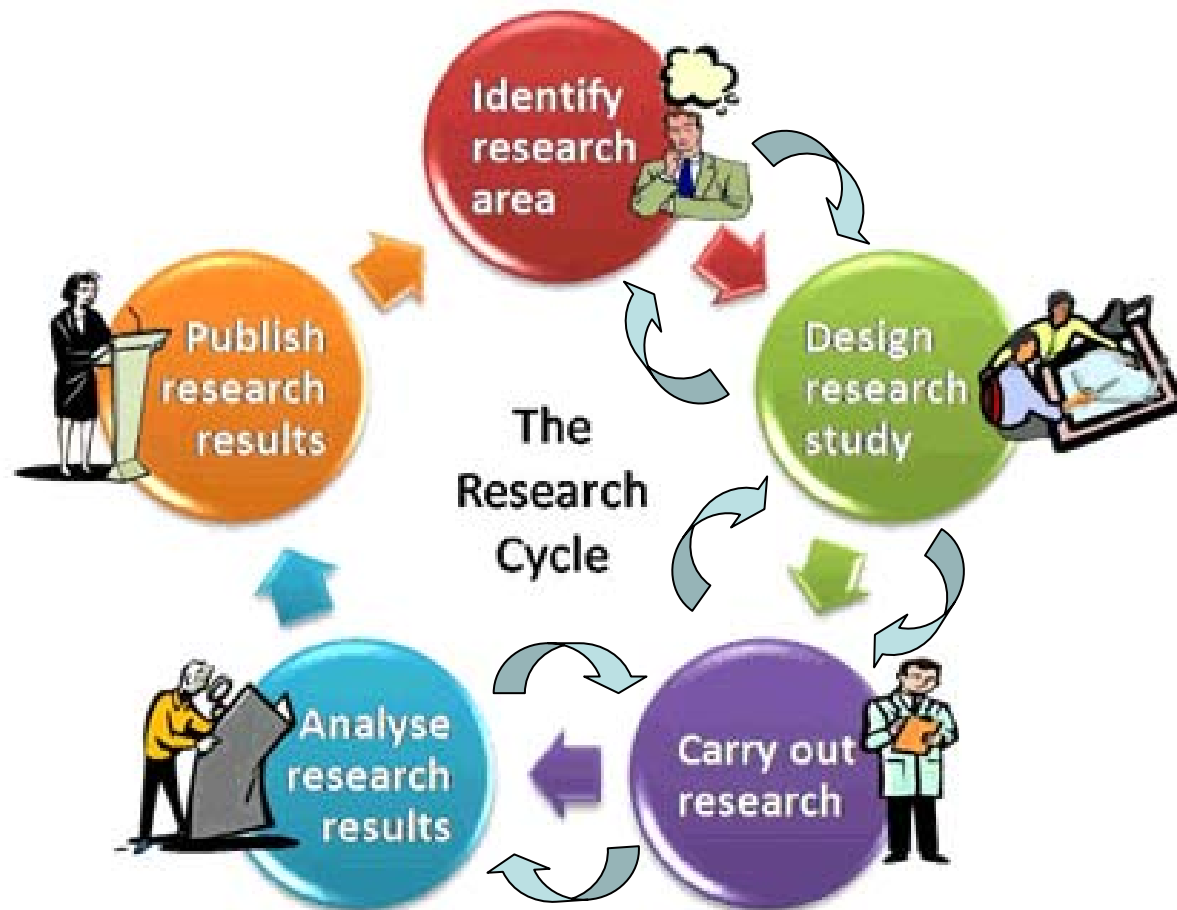 The
Research
Cycle
Identify
research
area
Design
research
study
Carry out
research
Analyse
research
results
Publish
research
results